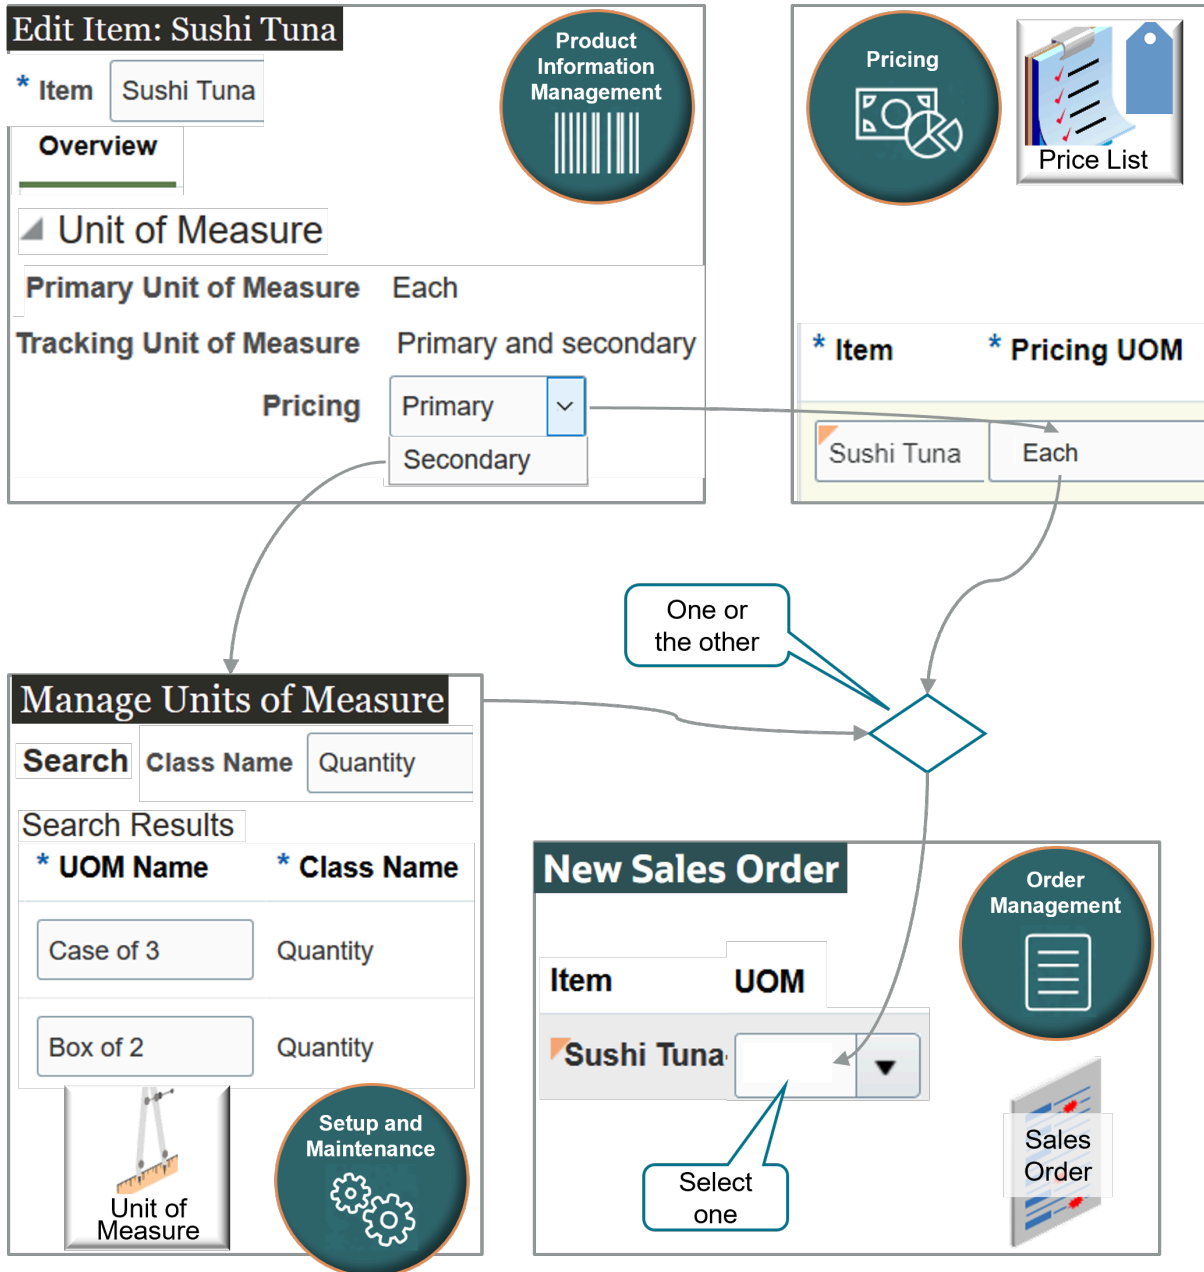 Edit Item: Sushi Tuna
* Item Sushi Tuna
Overview
Product
Information
Management
Unit of Measure
Primary Unit of Measure Each
Tracking Unit of Measure Primary and secondary
Pricing Primary
Secondary
Pricing
Price List
* Item * Pricing UOM
Sushi Tuna Each
One or
the other
Manage Units of Measure
Search Class Name Quantity
Search Results
* UOM Name * Class Name
Case of 3 Quantity
Box of 2 Quantity
Unit of
Measure
Setup and
Maintenance
New Sales Order
Order
Management
Item UOM
Sushi Tuna
Select
one
Sales
Order